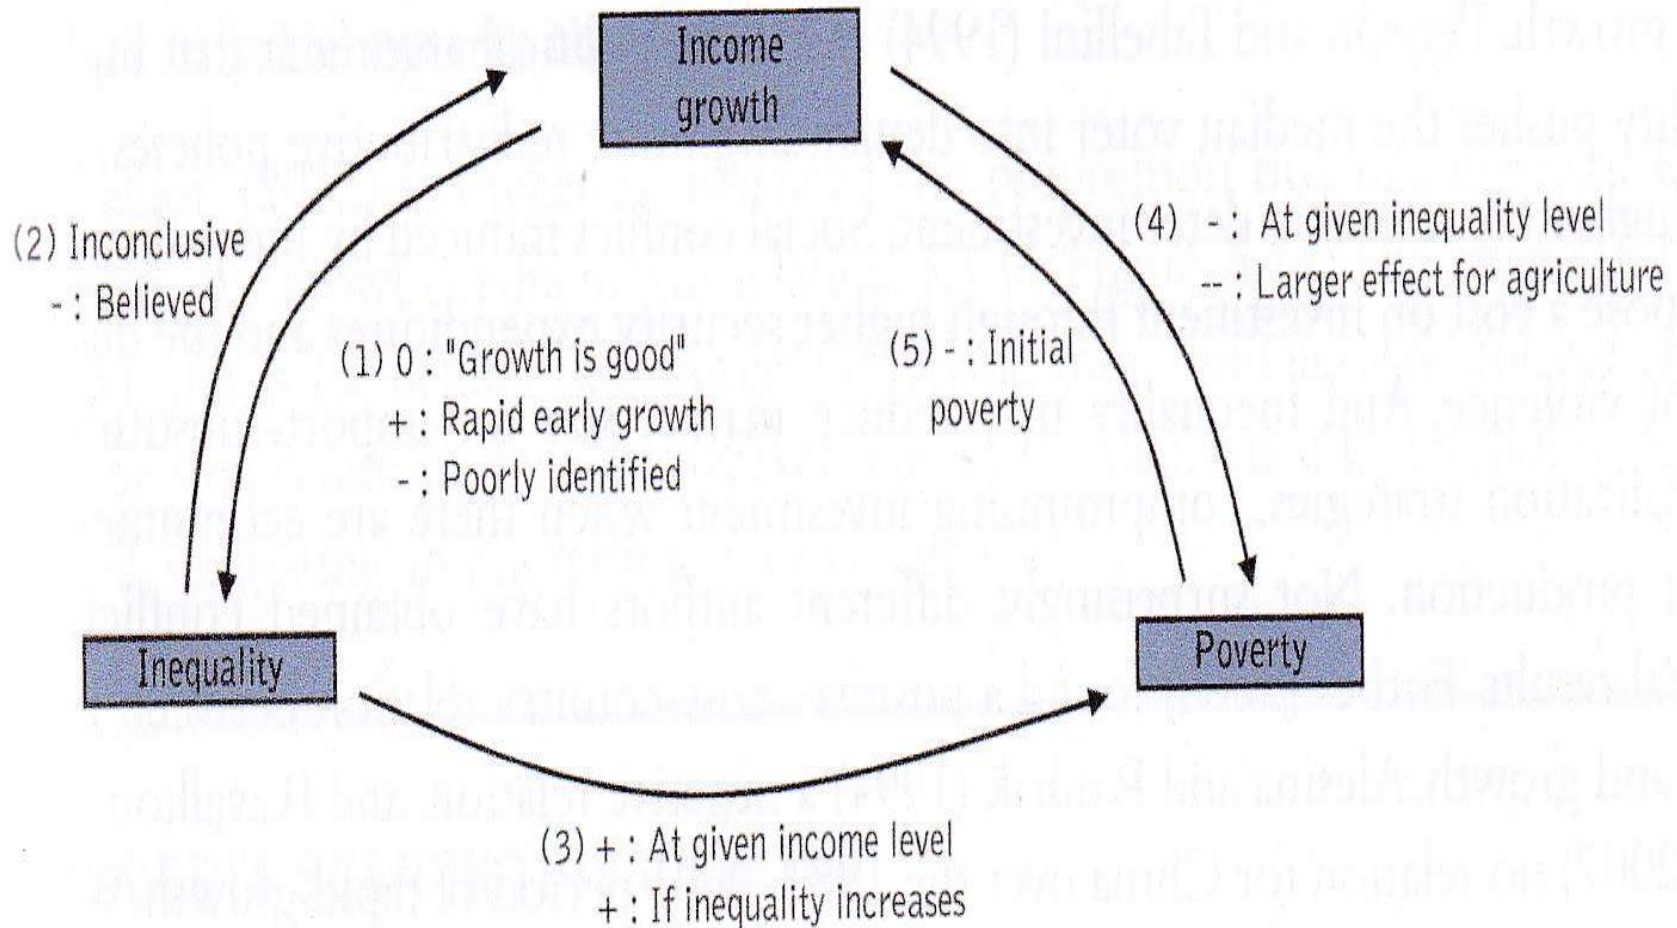 Income
growth
(2) Inconclusive
- : Believed
(1) 0 : "Growth is good"
+ : Rapid early growth
- : Poorly identified
(5) - : Initial
poverty
(4) - : At given inequality level
-- : Larger effect for agriculture
Inequality
Poverty
(3) + : At given income level
+ : If inequality increases